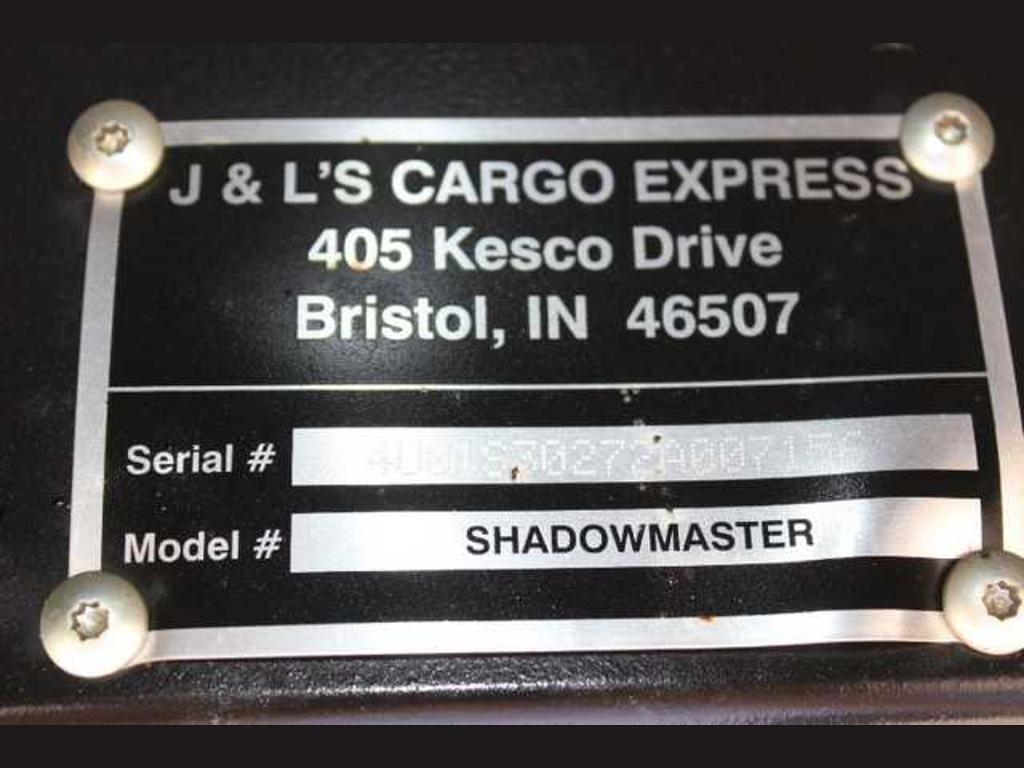 J & L'S CARGO EXPRESS
405 Kesco Drive
Bristol, IN 46507
Serial #
Model # SHADOWMASTER